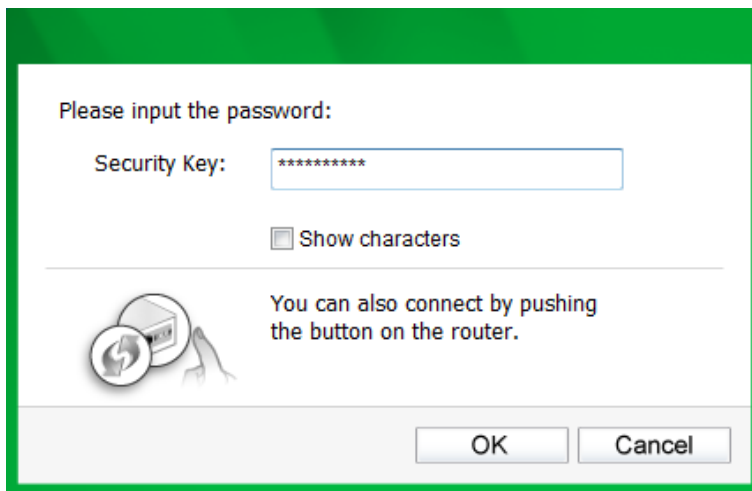 Please input the password:
Security Key: **********
Show characters
You can also connect by pushing
the button on the router.
OK Cancel